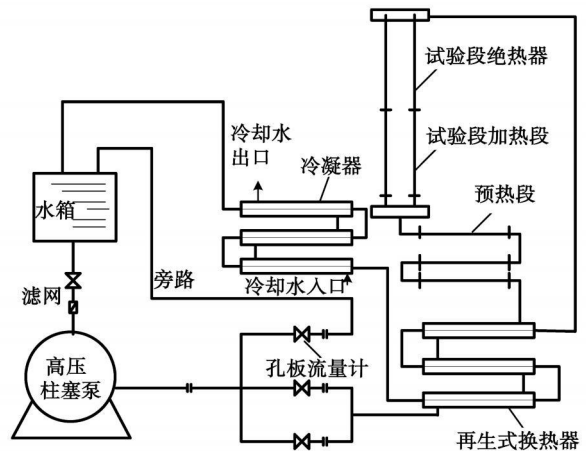 试验段绝热器
试验段加热段
冷却水
出口
冷凝器
预热段
水箱
冷却水入口
旁路
滤网
孔板流量计
高压
柱塞泵
再生式换热器